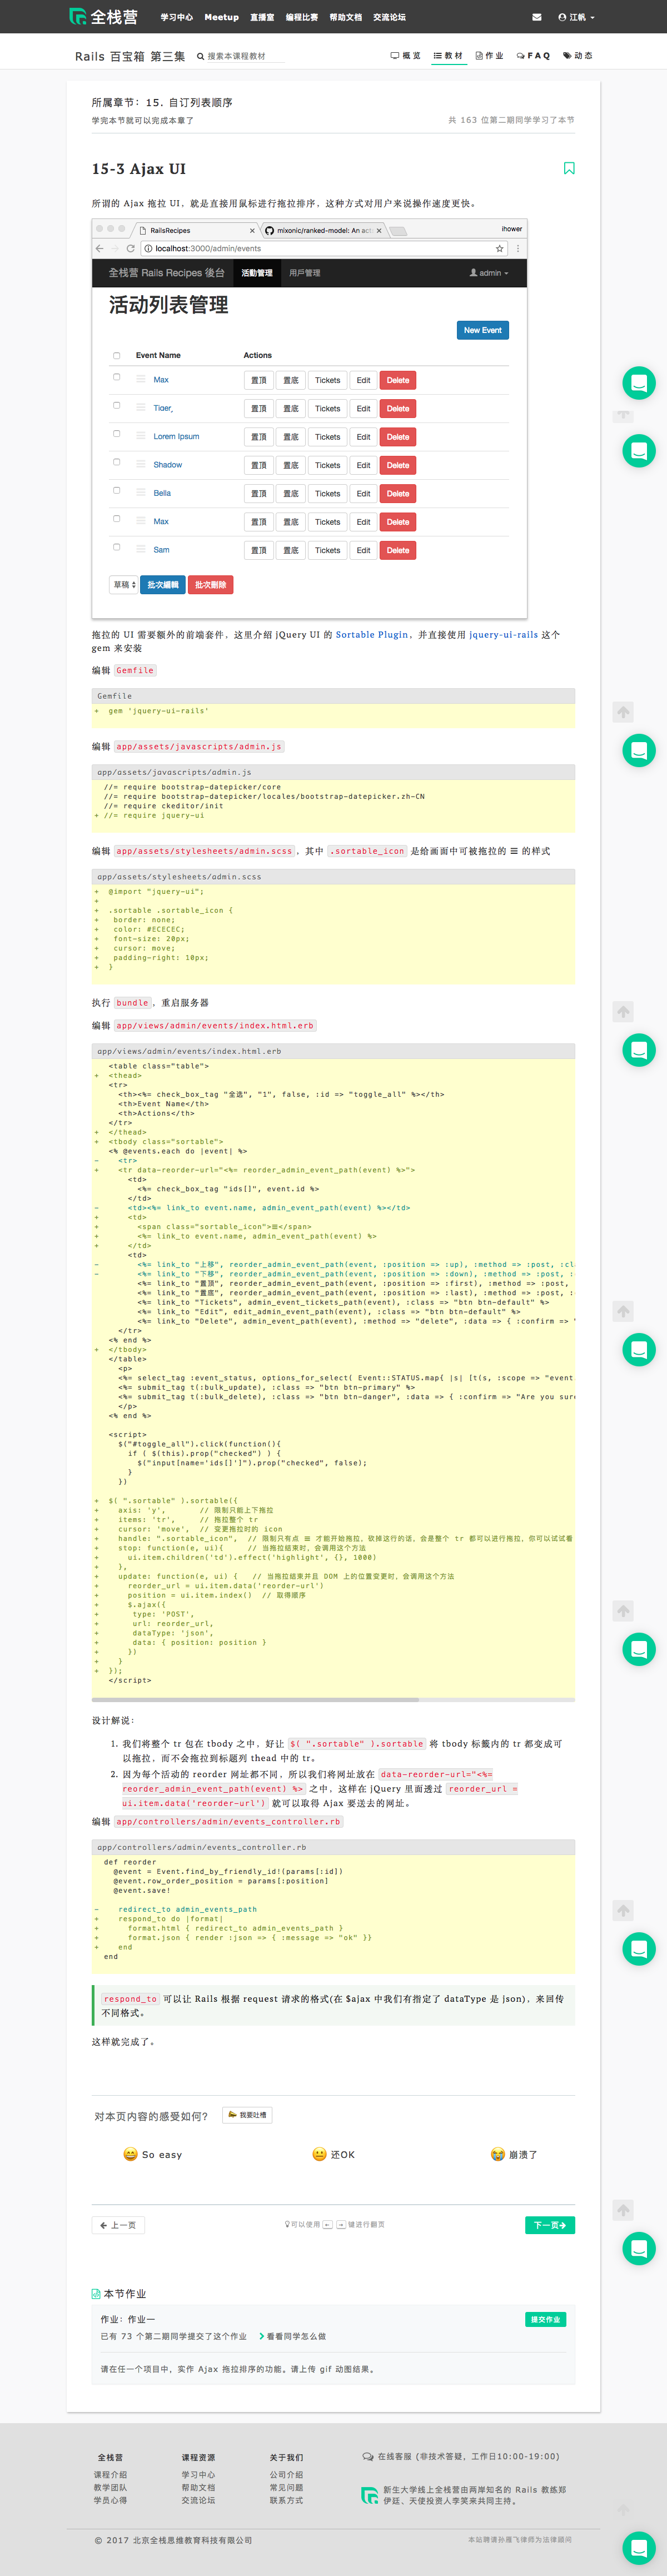 全栈营 学习中心 Meetup 直播室 编程比赛 帮助文档 交流论坛 江帆
Rails 百宝箱 第三集 搜索本课程教材 概览 教材 作业 FAQ 动态
所属章节：15. 自订列表顺序
学完本节就可以完成本章了 共 163 位第二期同学学习了本节
15-3 Ajax UI
所谓的 Ajax 拖拉 UI，就是直接用鼠标进行拖拉排序，这种方式对用户来说操作速度更快。
RailsRecipes mixonic/ranked-model: An act ihower
localhost:3000/admin/events
全栈营 Rails Recipes 後台 活動管理 用戶管理 admin
活动列表管理
New Event
Event Name Actions
Max 置顶 置底 Tickets Edit Delete
Tiger, 置顶 置底 Tickets Edit Delete
Lorem Ipsum 置顶 置底 Tickets Edit Delete
Shadow 置顶 置底 Tickets Edit Delete
Bella 置顶 置底 Tickets Edit Delete
Max 置顶 置底 Tickets Edit Delete
Sam 置顶 置底 Tickets Edit Delete
草稿 批次編輯 批次刪除
拖拉的 UI 需要额外的前端套件，这里介绍 jQuery UI 的 Sortable Plugin，并直接使用 jquery-ui-rails 这个
gem 来安装
编辑 Gemfile
Gemfile
+ gem 'jquery-ui-rails'
编辑 app/assets/javascripts/admin.js
app/assets/javascripts/admin.js
//= require bootstrap-datepicker/core
//= require bootstrap-datepicker/locales/bootstrap-datepicker.zh-CN
//= require ckeditor/init
+ //= require jquery-ui
编辑 app/assets/stylesheets/admin.scss，其中 .sortable_icon 是给画面中可被拖拉的 ☰ 的样式
app/assets/stylesheets/admin.scss
+ @import "jquery-ui";
+
+ .sortable .sortable_icon {
+ border: none;
+ color: #ECECEC;
+ font-size: 20px;
+ cursor: move;
+ padding-right: 10px;
+ }
执行 bundle，重启服务器
编辑 app/views/admin/events/index.html.erb
app/views/admin/events/index.html.erb
<table class="table">
+ <thead>
<tr>
<th><%= check_box_tag "全选", "1", false, :id => "toggle_all" %></th>
<th>Event Name</th>
<th>Actions</th>
</tr>
+ </thead>
+ <tbody class="sortable">
<% @events.each do |event| %>
- <tr>
+ <tr data-reorder-url="<%= reorder_admin_event_path(event) %>">
<td>
<%= check_box_tag "ids[]", event.id %>
</td>
- <td><%= link_to event.name, admin_event_path(event) %></td>
+ <td>
+ <span class="sortable_icon">☰</span>
+ <%= link_to event.name, admin_event_path(event) %>
+ </td>
<td>
- <%= link_to "上移", reorder_admin_event_path(event, :position => :up), :method => :post, :cla
- <%= link_to "下移", reorder_admin_event_path(event, :position => :down), :method => :post, :
<%= link_to "置顶", reorder_admin_event_path(event, :position => :first), :method => :post,
<%= link_to "置底", reorder_admin_event_path(event, :position => :last), :method => :post, :
<%= link_to "Tickets", admin_event_tickets_path(event), :class => "btn btn-default" %>
<%= link_to "Edit", edit_admin_event_path(event), :class => "btn btn-default" %>
<%= link_to "Delete", admin_event_path(event), :method => "delete", :data => { :confirm => "
</tr>
<% end %>
+ </tbody>
</table>
<p>
<%= select_tag :event_status, options_for_select( Event::STATUS.map{ |s| [t(s, :scope => "event
<%= submit_tag t(:bulk_update), :class => "btn btn-primary" %>
<%= submit_tag t(:bulk_delete), :class => "btn btn-danger", :data => { :confirm => "Are you sur
</p>
<% end %>
<script>
$("#toggle_all").click(function(){
if ( $(this).prop("checked") ) {
$("input[name='ids[]']").prop("checked", false);
}
})
+ $( ".sortable" ).sortable({
+ axis: 'y', // 限制只能上下拖拉
+ items: 'tr', // 拖拉整个 tr
+ cursor: 'move', // 变更拖拉时的 icon
+ handle: ".sortable_icon", // 限制只有点 ☰ 才能开始拖拉，砍掉这行的话，会是整个 tr 都可以进行拖拉，你可以试试看
+ stop: function(e, ui){ // 当拖拉结束时，会调用这个方法
+ ui.item.children('td').effect('highlight', {}, 1000)
+ },
+ update: function(e, ui) { // 当拖拉结束并且 DOM 上的位置变更时，会调用这个方法
+ reorder_url = ui.item.data('reorder-url')
+ position = ui.item.index() // 取得顺序
+ $.ajax({
+ type: 'POST',
+ url: reorder_url,
+ dataType: 'json',
+ data: { position: position }
+ })
+ }
+ });
</script>
设计解说：
1. 我们将整个 tr 包在 tbody 之中，好让 $( ".sortable" ).sortable 将 tbody 标籤内的 tr 都变成可
以拖拉，而不会拖拉到标题列 thead 中的 tr。
2. 因为每个活动的 reorder 网址都不同，所以我们将网址放在 data-reorder-url="<%=
reorder_admin_event_path(event) %> 之中，这样在 jQuery 里面透过 reorder_url =
ui.item.data('reorder-url') 就可以取得 Ajax 要送去的网址。
编辑 app/controllers/admin/events_controller.rb
app/controllers/admin/events_controller.rb
def reorder
@event = Event.find_by_friendly_id!(params[:id])
@event.row_order_position = params[:position]
@event.save!
- redirect_to admin_events_path
+ respond_to do |format|
+ format.html { redirect_to admin_events_path }
+ format.json { render :json => { :message => "ok" }}
+ end
end
respond_to 可以让 Rails 根据 request 请求的格式(在 $ajax 中我们有指定了 dataType 是 json)，来回传
不同格式。
这样就完成了。
对本页内容的感受如何? 我要吐槽
So easy 还OK 崩溃了
上一页 可以使用 ← → 键进行翻页 下一页
本节作业
作业：作业一 提交作业
已有 73 个第二期同学提交了这个作业 看看同学怎么做
请在任一个项目中，实作 Ajax 拖拉排序的功能。请上传 gif 动图结果。
全栈营 课程资源 关于我们 在线客服 (非技术答疑，工作日10:00-19:00)
课程介绍 学习中心 公司介绍
教学团队 帮助文档 常见问题 新生大学线上全栈营由两岸知名的 Rails 教练郑
学员心得 交流论坛 联系方式 伊廷、天使投资人李笑来共同主持。
© 2017 北京全栈思维教育科技有限公司 本站聘请孙雁飞律师为法律顾问